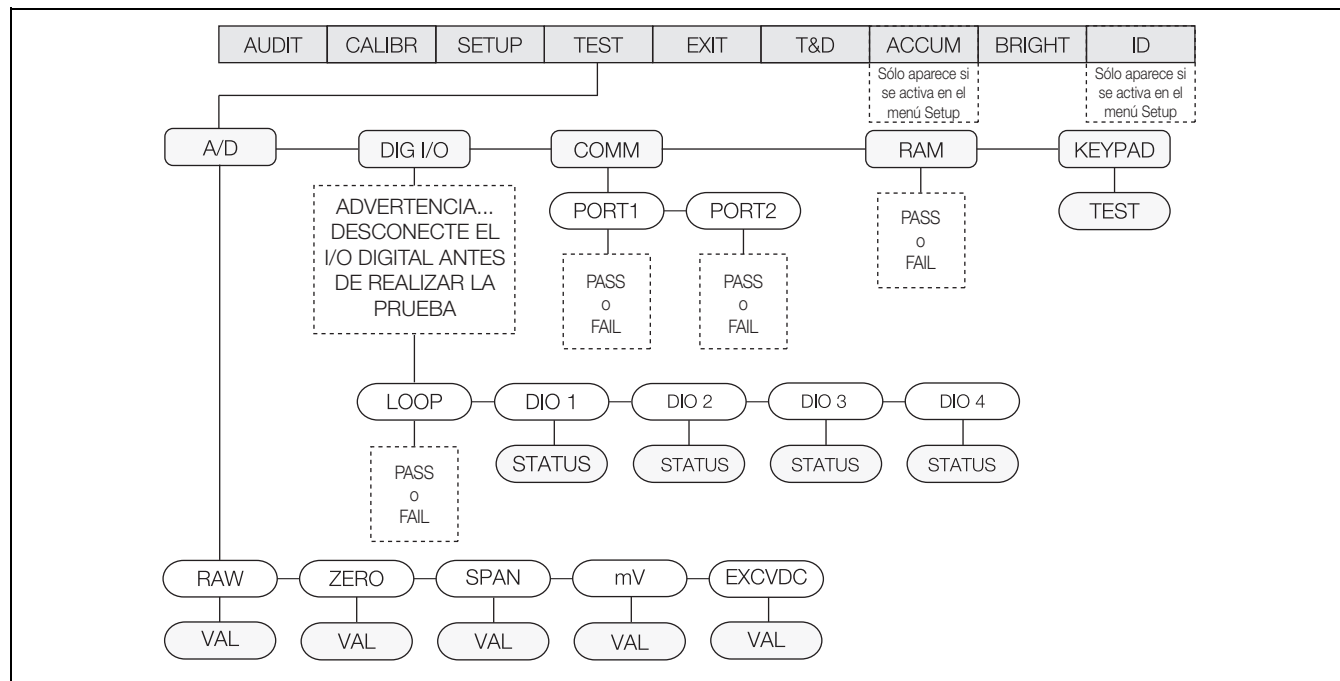 AUDIT CALIBR SETUP TEST EXIT T&D ACCUM BRIGHT ID
Sólo aparece si
se activa en el
menú Setup
Sólo aparece si
se activa en el
menú Setup
A/D DIG I/O COMM RAM KEYPAD
ADVERTENCIA...
DESCONECTE EL
I/O DIGITAL ANTES
DE REALIZAR LA
PRUEBA
PORT1 PORT2
PASS
o
FAIL
PASS
o
FAIL
PASS
o
FAIL
TEST
LOOP DIO 1 DIO 2 DIO 3 DIO 4
PASS
o
FAIL
STATUS STATUS STATUS STATUS
RAW ZERO SPAN mV EXCVDC
VAL VAL VAL VAL VAL